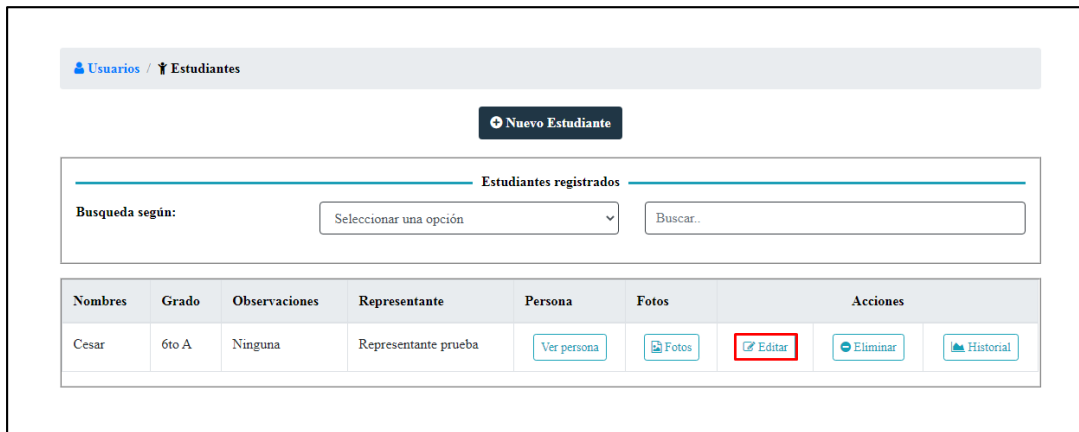 Usuarios / Estudiantes
Nuevo Estudiante
Estudiantes registrados
Busqueda según: Seleccionar una opción Buscar..
Nombres Grado Observaciones Representante Persona Fotos Acciones
Cesar 6to A Ninguna Representante prueba Ver persona Fotos Editar Eliminar Historial